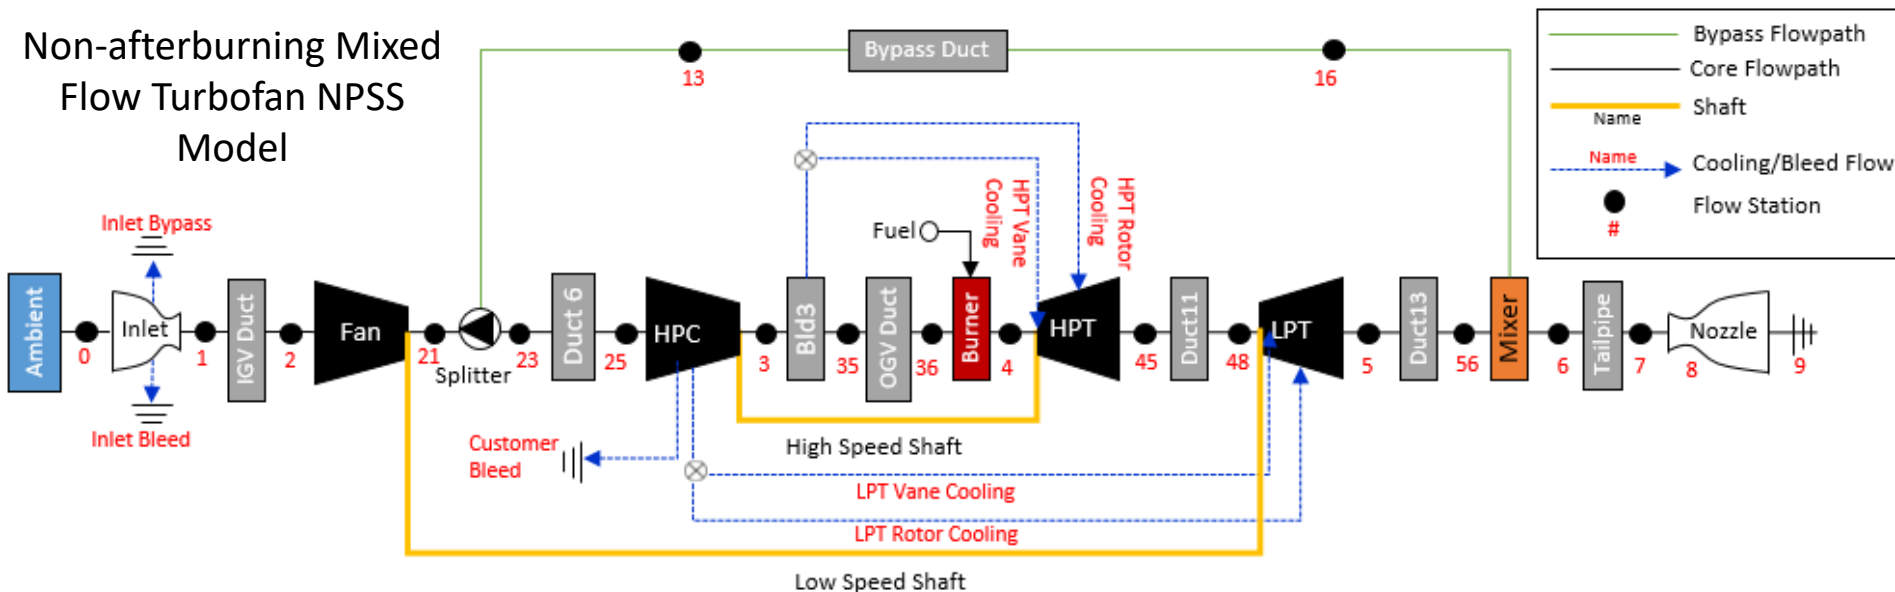 Non-afterburning Mixed
Flow Turbofan NPSS
Model
13
Bypass Duct
16
Bypass Flowpath
Core Flowpath
Shaft
Name
Name
Cooling/Bleed Flow
Flow Station
#
Inlet Bypass
Fuel
HPT Vane
Cooling
HPT Rotor
Cooling
Ambient
0
Inlet
1
IGV Duct
2
Fan
21
Splitter
23
Duct 6
25
HPC
3
Bld3
35
OGV Duct
36
Burner
4
HPT
45
Duct11
48
LPT
5
Duct13
56
Mixer
6
Tailpipe
7
8
Nozzle
9
Inlet Bleed
Customer
Bleed
High Speed Shaft
LPT Vane Cooling
LPT Rotor Cooling
Low Speed Shaft